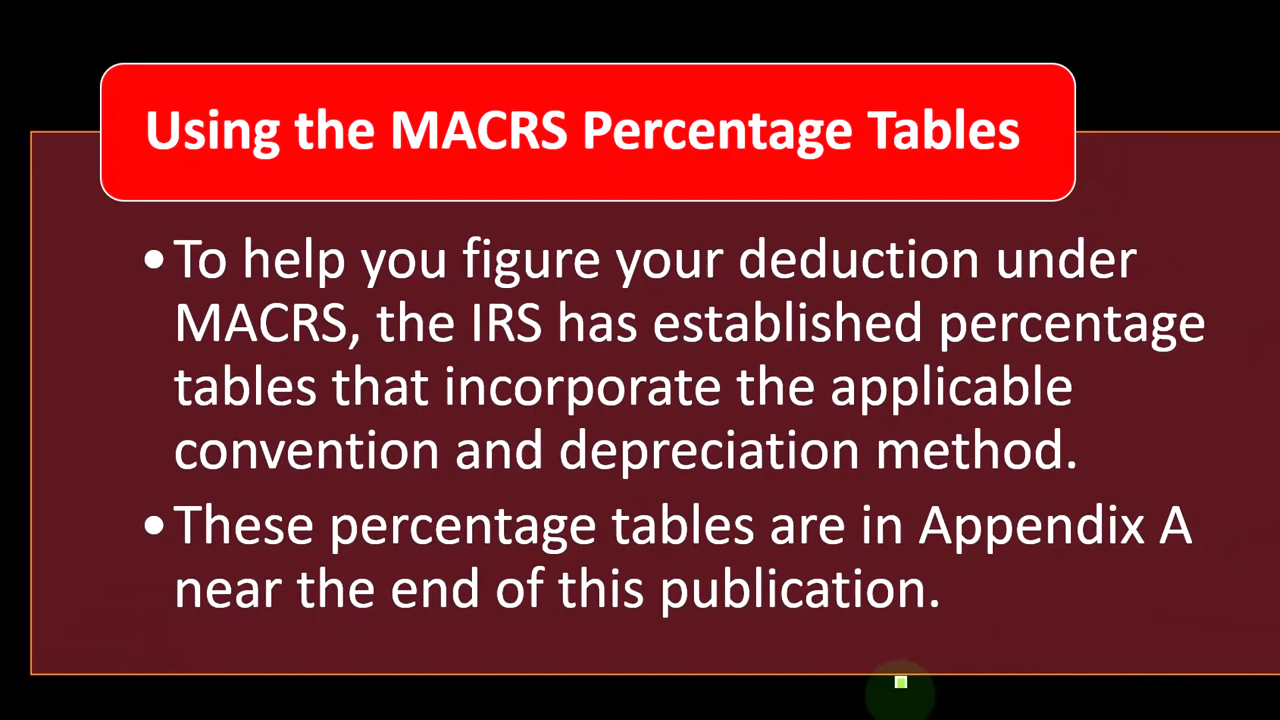 Using the MACRS Percentage Tables
•To help you figure your deduction under
MACRS, the IRS has established percentage
tables that incorporate the applicable
convention and depreciation method.
•These percentage tables are in Appendix A
near the end of this publication.